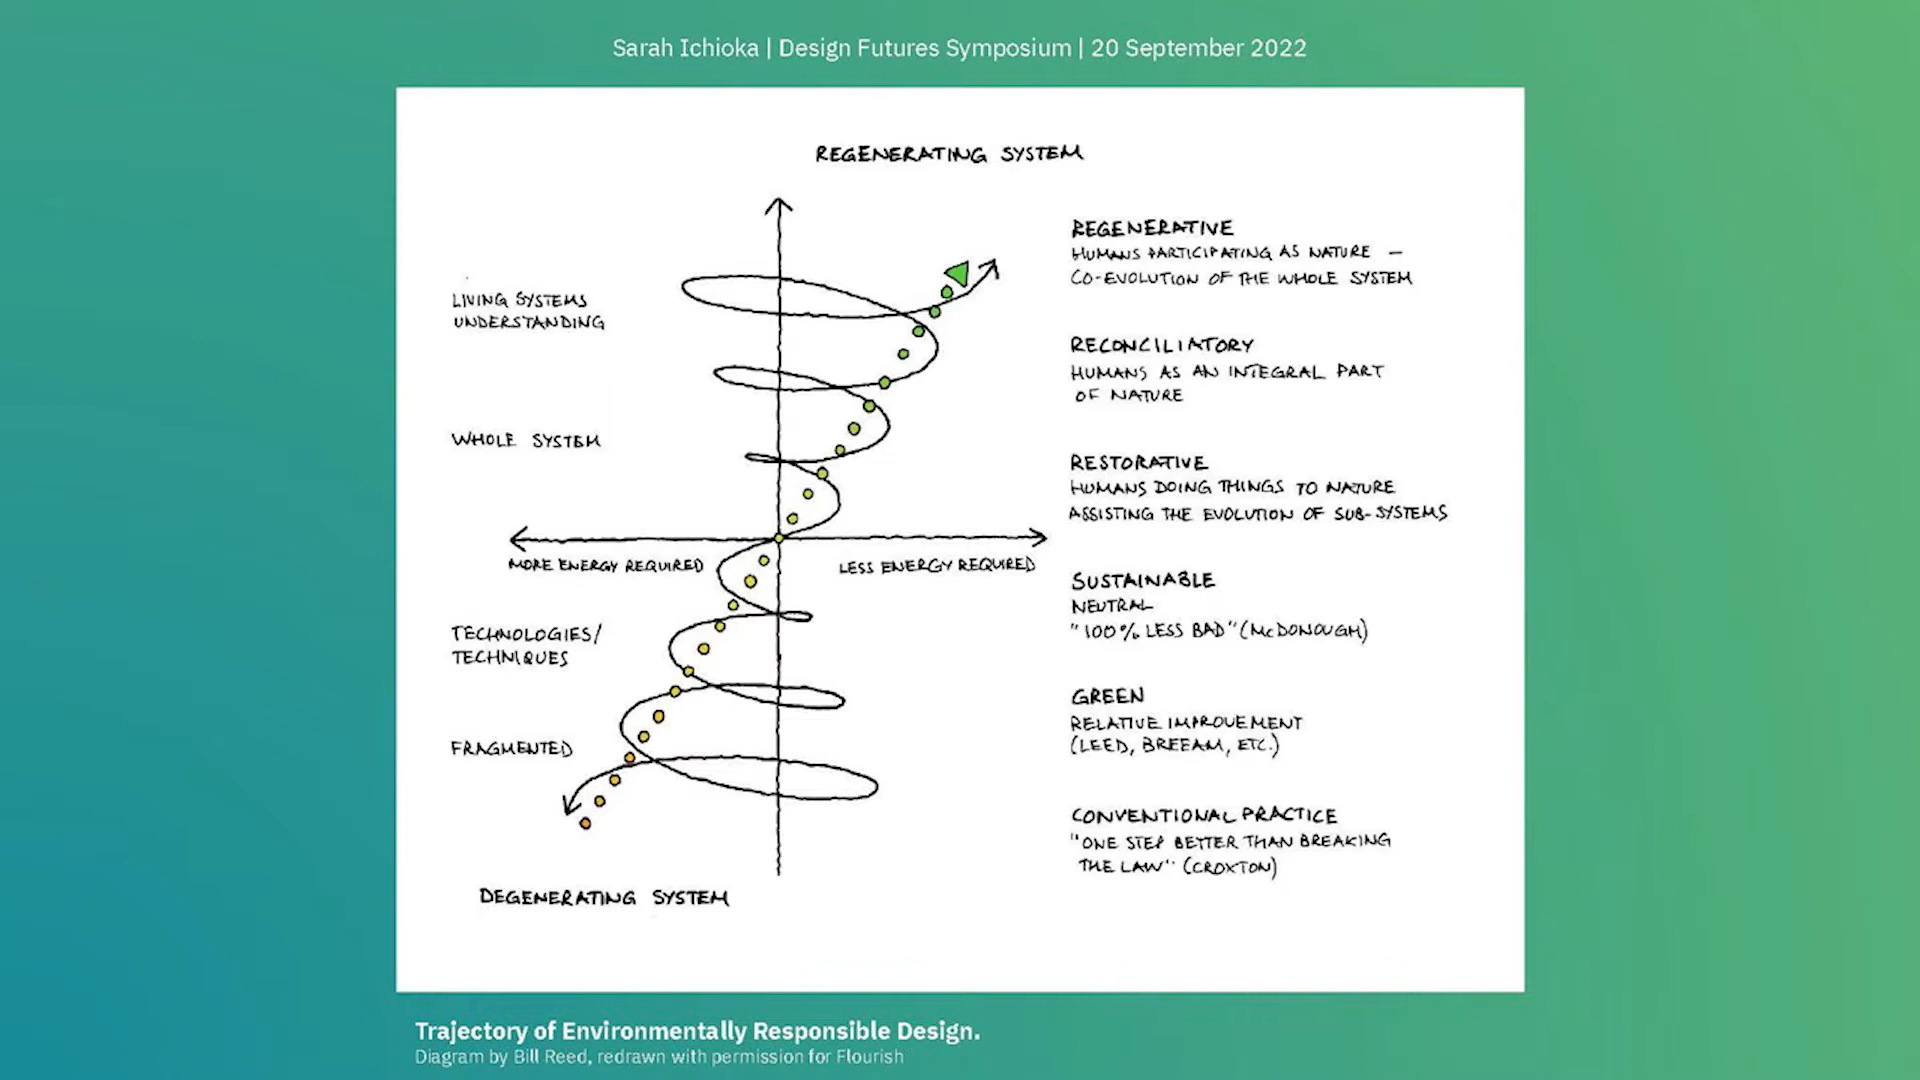 Sarah Ichioka | Design Futures Symposium | 20 September 2022
REGENERATING SYSTEM
LIVING SYSTEMS
UNDERSTANDING
WHOLE SYSTEM
MORE ENERGY REQUIRED
LESS ENERGY REQUIRED
TECHNOLOGIES/
TECHNIQUES
FRAGMENTED
DEGENERATING SYSTEM
REGENERATIVE
HUMANS PARTICIPATING AS NATURE –
CO-EVOLUTION OF THE WHOLE SYSTEM
RECONCILIATORY
HUMANS AS AN INTEGRAL PART
OF NATURE
RESTORATIVE
HUMANS DOING THINGS TO NATURE
ASSISTING THE EVOLUTION OF SUB-SYSTEMS
SUSTAINABLE
NEUTRAL
"100% LESS BAD" (McDONOUGH)
GREEN
RELATIVE IMPROVEMENT
(LEED, BREEAM, ETC.)
CONVENTIONAL PRACTICE
"ONE STEP BETTER THAN BREAKING
THE LAW" (CROXTON)
Trajectory of Environmentally Responsible Design.
Diagram by Bill Reed, redrawn with permission for Flourish